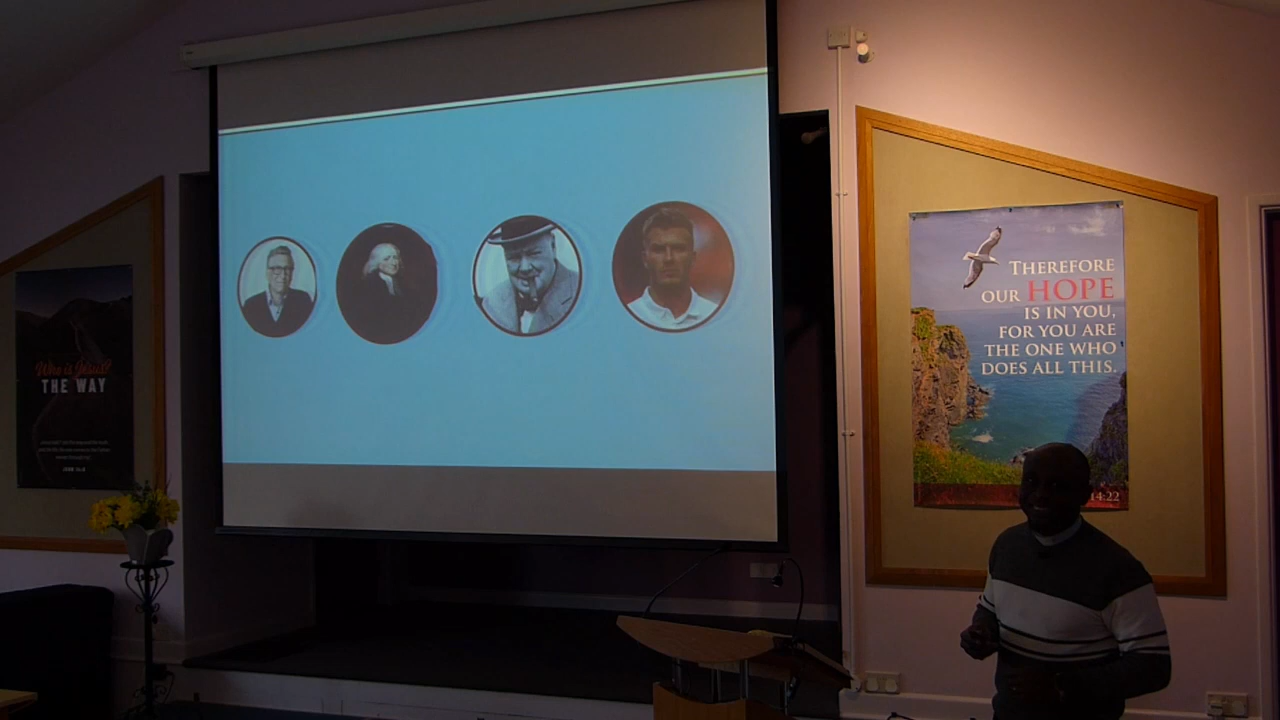 Who is Jesus?
THE WAY
JOHN 14:6
THEREFORE
OUR HOPE
IS IN YOU,
FOR YOU ARE
THE ONE WHO
DOES ALL THIS.
14:22